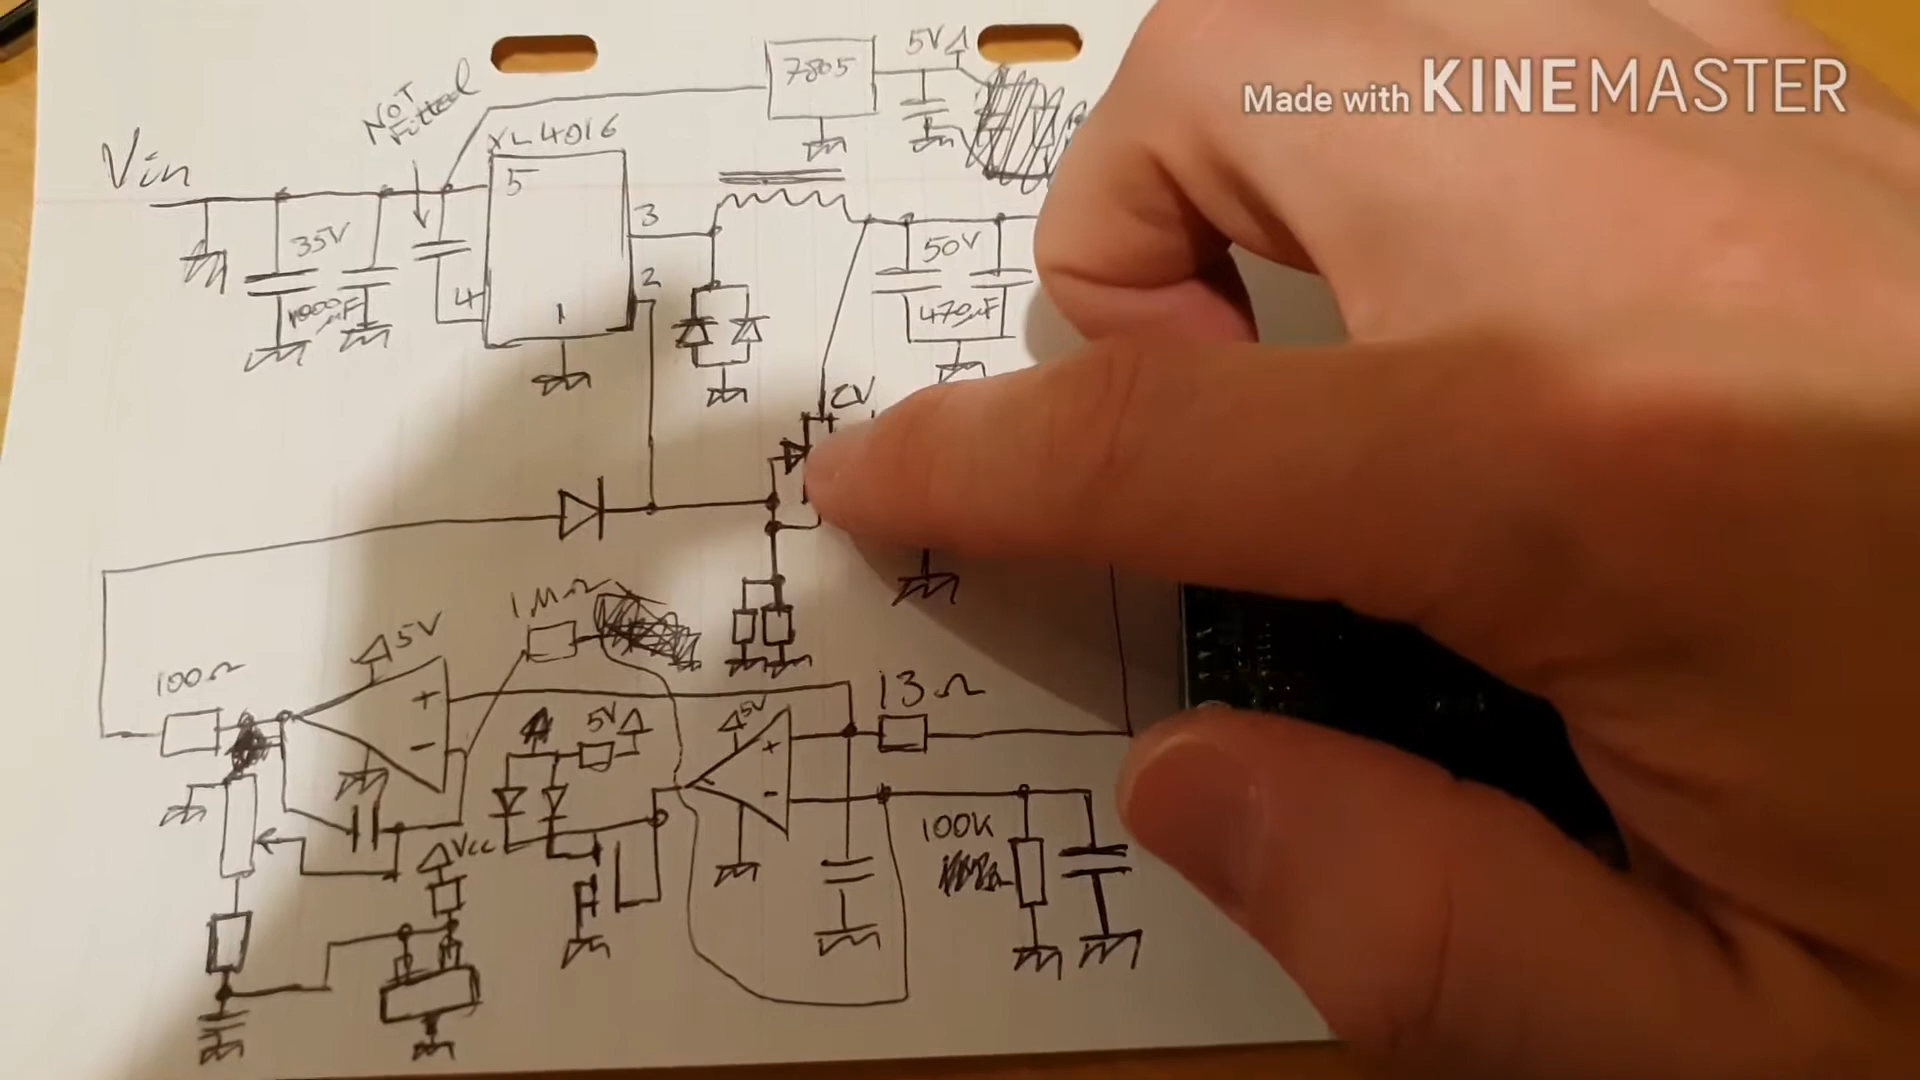 Made with KINEMASTER
7805
5V
NOT
Fitted
XL4016
Vin
5
3
35V
50V
2
4
1000µF
1
470µF
CV
1MΩ
5V
100Ω
+
13Ω
5V
5V
+
-
-
100K
Vcc